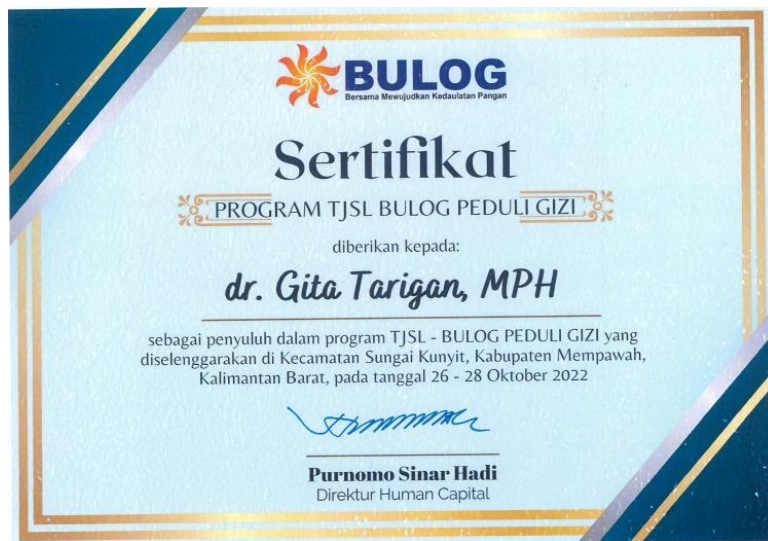 BULOG
Bersama Mewujudkan Kedaulatan Pangan
Sertifikat
PROGRAM TJSL BULOG PEDULI GIZI
diberikan kepada:
dr. Gita Tarigan, MPH
sebagai penyuluh dalam program TJSL - BULOG PEDULI GIZI yang
diselenggarakan di Kecamatan Sungai Kunyit, Kabupaten Mempawah,
Kalimantan Barat, pada tanggal 26 - 28 Oktober 2022
Purnomo Sinar Hadi
Direktur Human Capital